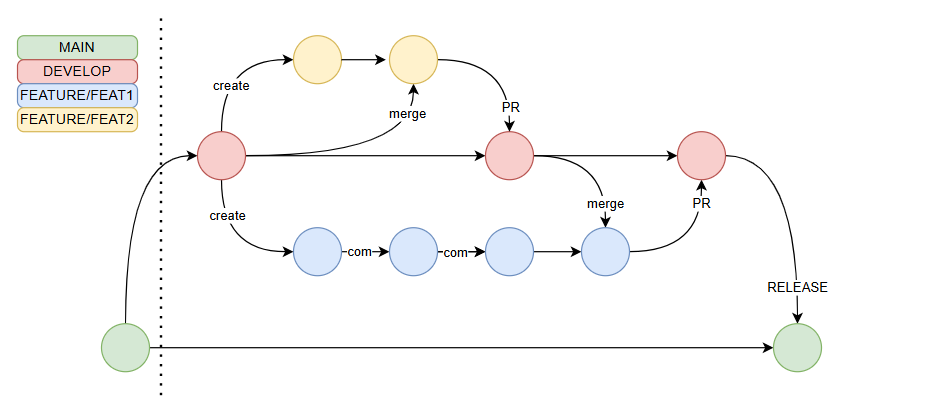 MAIN
DEVELOP
FEATURE/FEAT1
FEATURE/FEAT2
create
merge
PR
create
com
com
merge
PR
RELEASE